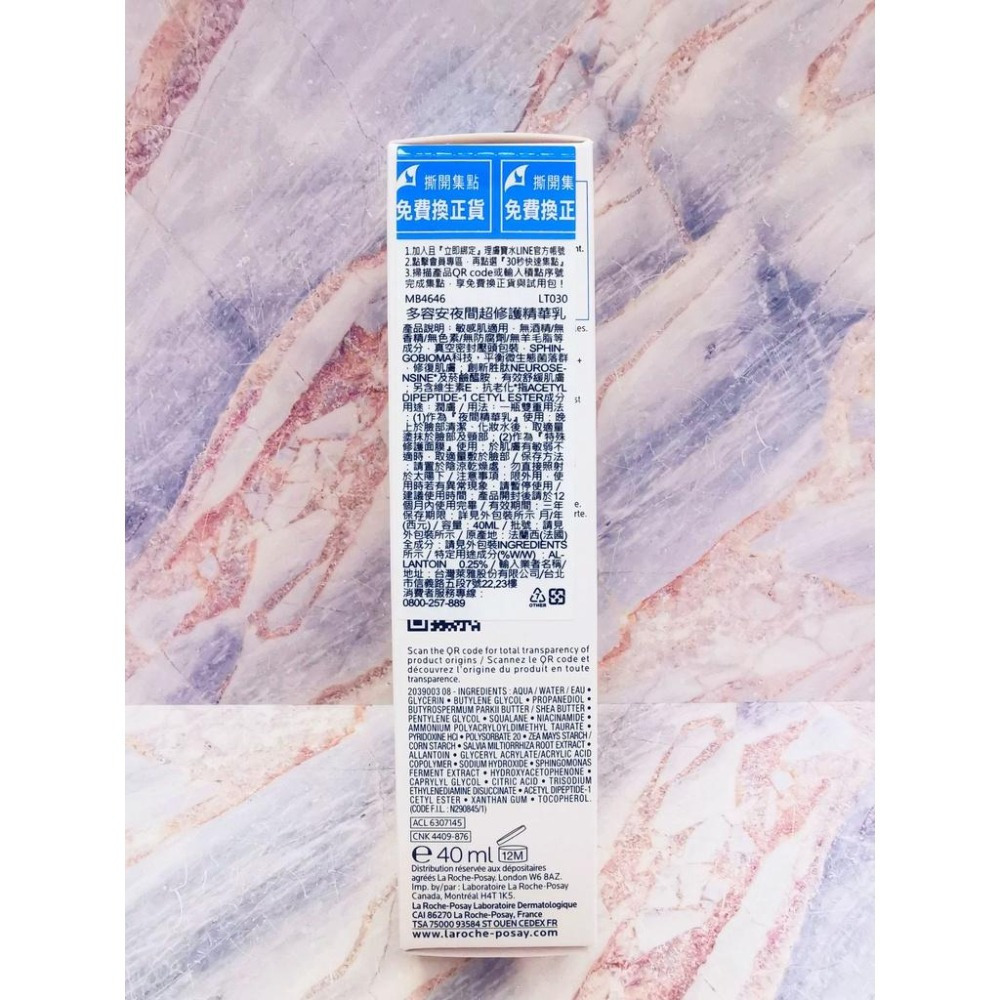 撕開集點 撕開集
免費換正貨 免費換正
1.加入且『立即綁定』理膚寶水LINE官方帳號
2.點擊會員專區，再點選『30秒快速集點』
3.掃描產品QR code或輸入積點序號
完成集點，享免費換正貨與試用包！
nt.
MB4646 LT030
多容安夜間超修護精華乳
產品說明：敏感肌適用，無酒精/無
香精/無色素/無防腐劑/無羊毛脂等
成分，真空密封壓頭包裝，SPHIN-
GOBIOMA科技，平衡微生態菌落群
，修復肌膚；創新胜肽NEUROSE-
NSINE*及菸鹼醯胺，有效舒緩肌膚
；另含維生素E，抗老化*指ACETYL
DIPEPTIDE-1 CETYL ESTER成分
用途：潤膚 / 用法：一瓶雙重用法
：(1)作為『夜間精華乳』使用：晚
上於臉部清潔、化妝水後，取適量
塗抹於臉部及頸部；(2)作為『特殊
修護面膜』使用：於肌膚有敏弱不
適時，取適量敷於臉部 / 保存方法
：請置於陰涼乾燥處，勿直接照射
於太陽下 / 注意事項：限外用，使
用時若有異常現象，請暫停使用 /
建議使用時間：產品開封後請於12
個月內使用完畢 / 有效期間：三年
保存期限：詳見外包裝所示 月/年
(西元) / 容量：40ML / 批號：請見
外包裝所示 / 原產地：法蘭西(法國)
全成分：請見外包裝INGREDIENTS
所示 / 特定用途成分(%W/W)：AL-
LANTOIN 0.25% / 輸入業者名稱/
地址：台灣萊雅股份有限公司/台北
市信義路五段7號22,23樓
消費者服務專線：
0800-257-889
OTHER
es.
+
st
e.
rte.
Scan the QR code for total transparency of
product origins / Scannez le QR code et
découvrez l'origine du produit en toute
transparence.
2039003 08 - INGREDIENTS : AQUA / WATER / EAU •
GLYCERIN • BUTYLENE GLYCOL • PROPANEDIOL •
BUTYROSPERMUM PARKII BUTTER / SHEA BUTTER •
PENTYLENE GLYCOL • SQUALANE • NIACINAMIDE •
AMMONIUM POLYACRYLOYLDIMETHYL TAURATE •
PYRIDOXINE HCl • POLYSORBATE 20 • ZEA MAYS STARCH /
CORN STARCH • SALVIA MILTIORRHIZA ROOT EXTRACT •
ALLANTOIN • GLYCERYL ACRYLATE/ACRYLIC ACID
COPOLYMER • SODIUM HYDROXIDE • SPHINGOMONAS
FERMENT EXTRACT • HYDROXYACETOPHENONE •
CAPRYLYL GLYCOL • CITRIC ACID • TRISODIUM
ETHYLENEDIAMINE DISUCCINATE • ACETYL DIPEPTIDE-1
CETYL ESTER • XANTHAN GUM • TOCOPHEROL.
(CODE F.I.L.: N290845/1)
ACL 6307145
CNK 4409-876
e 40 ml 12M
Distribution réservée aux dépositaires
agréés La Roche-Posay. London W6 8AZ.
Imp. by/par : Laboratoire La Roche-Posay
Canada, Montréal H4T 1K5.
La Roche-Posay Laboratoire Dermatologique
CAI 86270 La Roche-Posay, France
TSA 75000 93584 ST OUEN CEDEX FR
www.laroche-posay.com